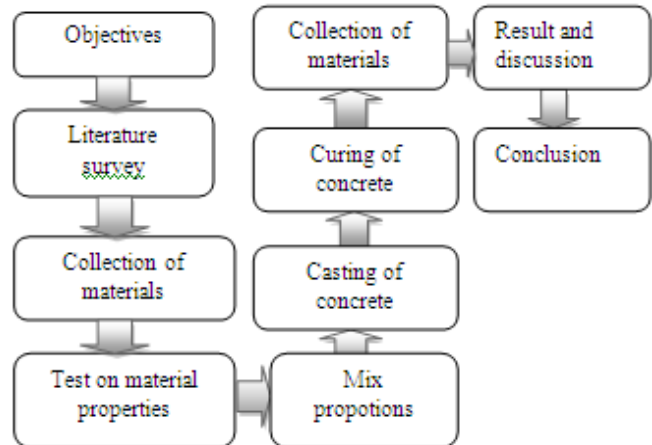 Objectives
Literature
survey
Collection of
materials
Test on material
properties
Mix
propotions
Casting of
concrete
Curing of
concrete
Collection of
materials
Result and
discussion
Conclusion